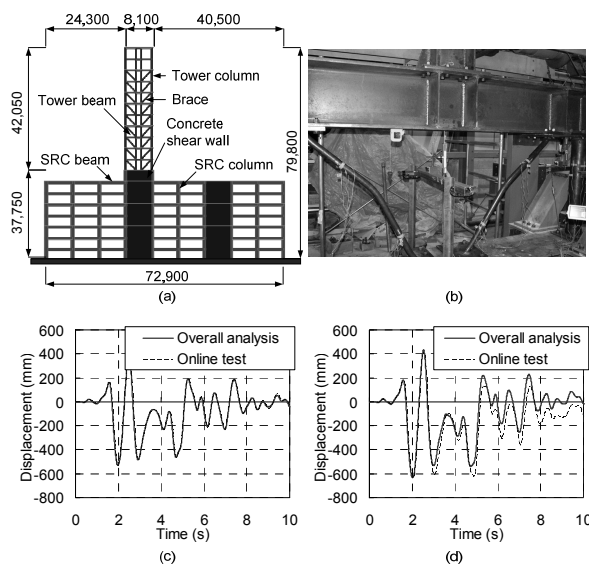 24,300
8,100
40,500
42,050
37,750
79,800
Tower column
Tower beam
Brace
Concrete
shear wall
SRC beam
SRC column
72,900
(a)
(b)
600
400
200
0
-200
-400
-600
-800
Displacement (mm)
Overall analysis
Online test
0 2 4 6 8 10
Time (s)
(c)
600
400
200
0
-200
-400
-600
-800
Displacement (mm)
Overall analysis
Online test
0 2 4 6 8 10
Time (s)
(d)